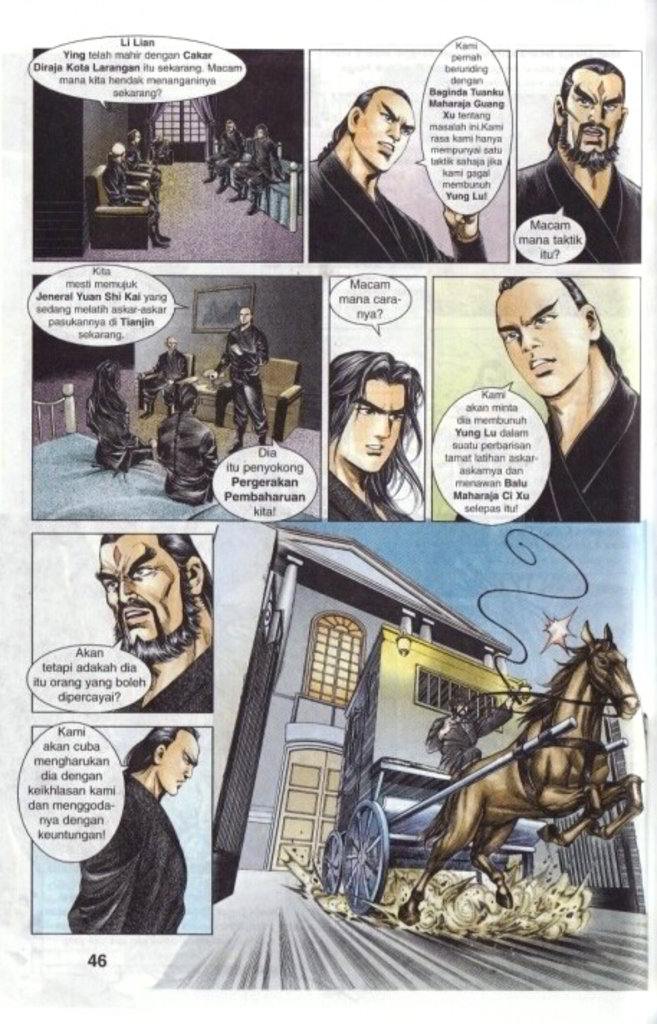 Li Lian
Ying telah mahir dengan Cakar
Diraja Kota Larangan itu sekarang. Macam
mana kita hendak menanganinya
sekarang?
Kami
pernah
berunding
dengan
Baginda Tuanku
Maharaja Guang
Xu tentang
masalah ini.Kami
rasa kami hanya
mempunyai satu
taktik sahaja jika
kami gagal
membunuh
Yung Lu!
Macam
mana taktik
itu?
Kita
mesti memujuk
Jeneral Yuan Shi Kai yang
sedang melatih askar-askar
pasukannya di Tianjin
sekarang.
Dia
itu penyokong
Pergerakan
Pembaharuan
kita!
Macam
mana cara-
nya?
Kami
akan minta
dia membunuh
Yung Lu dalam
suatu perbarisan
tamat latihan askar-
askarnya dan
menawan Balu
Maharaja Ci Xu
selepas itu!
Akan
tetapi adakah dia
itu orang yang boleh
dipercayai?
Kami
akan cuba
mengharukan
dia dengan
keikhlasan kami
dan menggoda-
nya dengan
keuntungan!
46